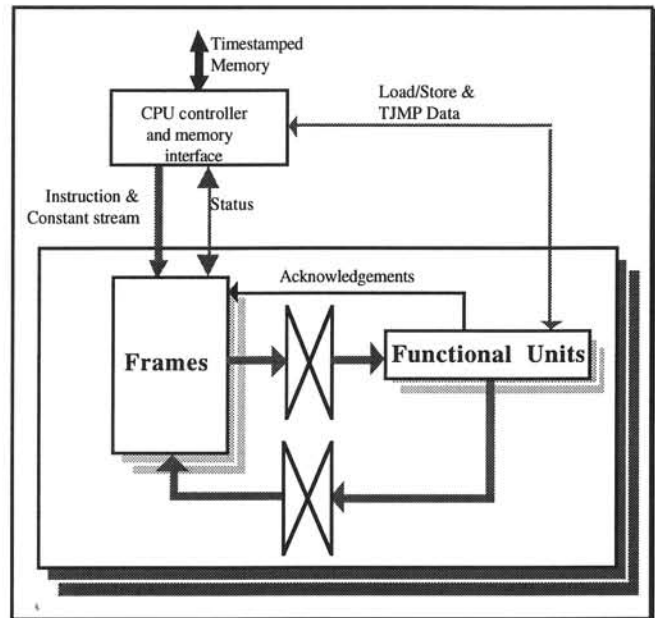 Timestamped
Memory
Load/Store &
TJMP Data
CPU controller
and memory
interface
Instruction &
Constant stream
Status
Acknowledgements
Frames
Functional Units